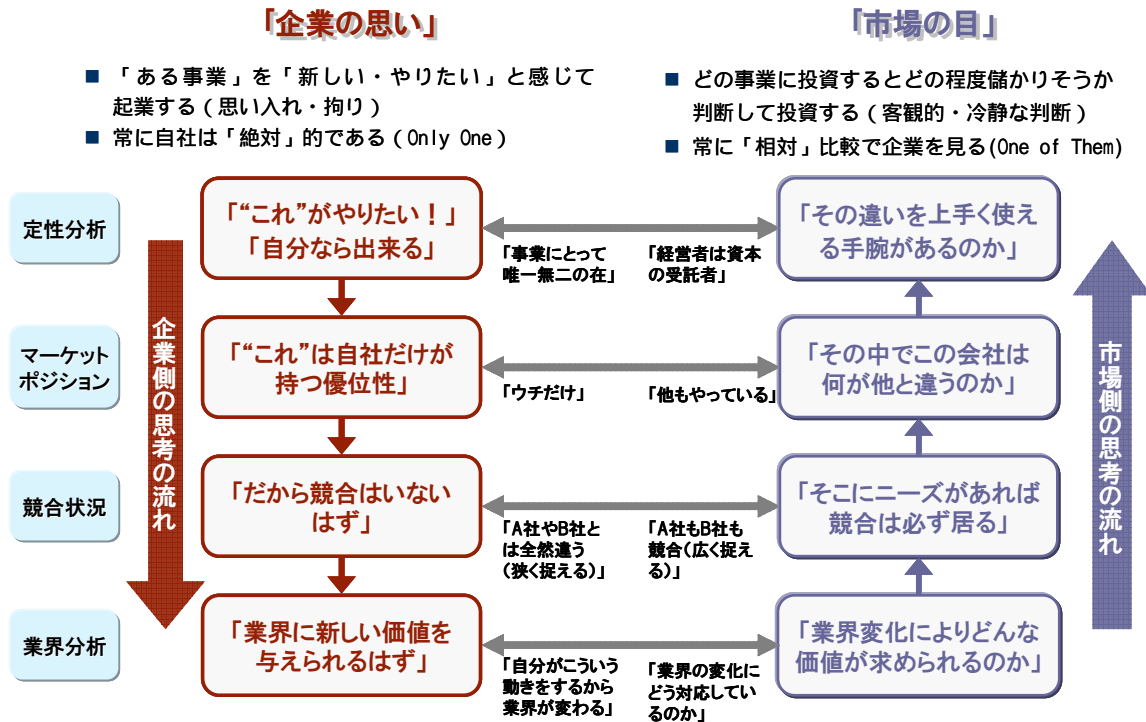 「企業の思い」
■ 「ある事業」を「新しい・やりたい」と感じて
起業する(思い入れ・拘り)
■ 常に自社は「絶対」的である(Only One)
「市場の目」
■ どの事業に投資するとどの程度儲かりそうか
判断して投資する(客観的・冷静な判断)
■ 常に「相対」比較で企業を見る(One of Them)
企業側の思考の流れ
市場側の思考の流れ
定性分析
「“これ”がやりたい！」
「自分なら出来る」
「事業にとって
唯一無二の在」
「経営者は資本
の受託者」
「その違いを上手く使え
る手腕があるのか」
マーケット
ポジション
「“これ”は自社だけが
持つ優位性」
「ウチだけ」
「他もやっている」
「その中でこの会社は
何が他と違うのか」
競合状況
「だから競合はいない
はず」
「A社やB社と
は全然違う
（狭く捉える）」
「A社もB社も
競合（広く捉え
る）」
「そこにニーズがあれば
競合は必ず居る」
業界分析
「業界に新しい価値を
与えられるはず」
「自分がこういう
動きをするから
業界が変わる」
「業界の変化に
どう対応してい
るのか」
「業界変化によりどんな
価値が求められるのか」